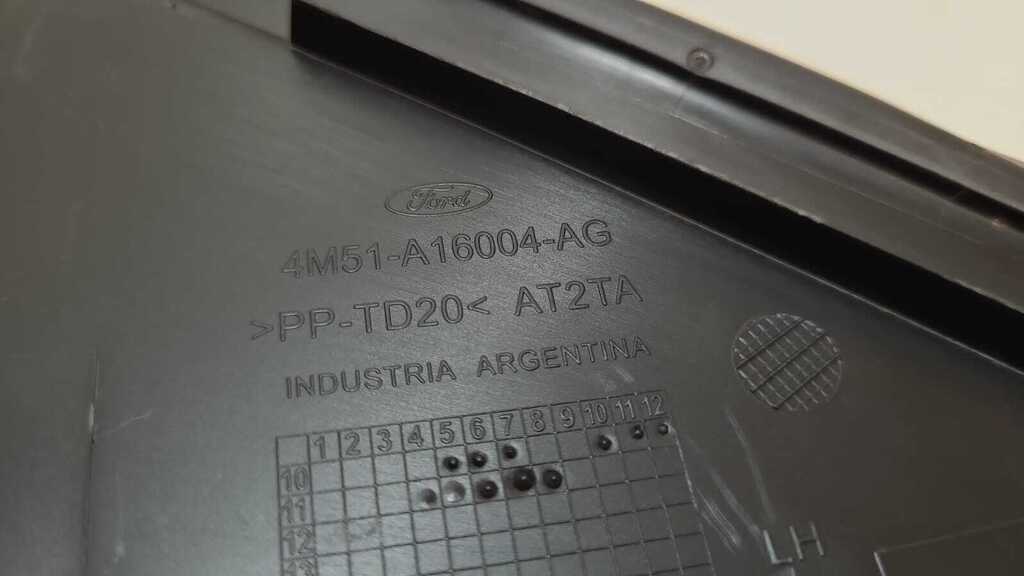 Ford
4M51-A16004-AG
>PP-TD20< AT2TA
INDUSTRIA ARGENTINA
1 2 3 4 5 6 7 8 9 10 11 12
10
11
12
LH